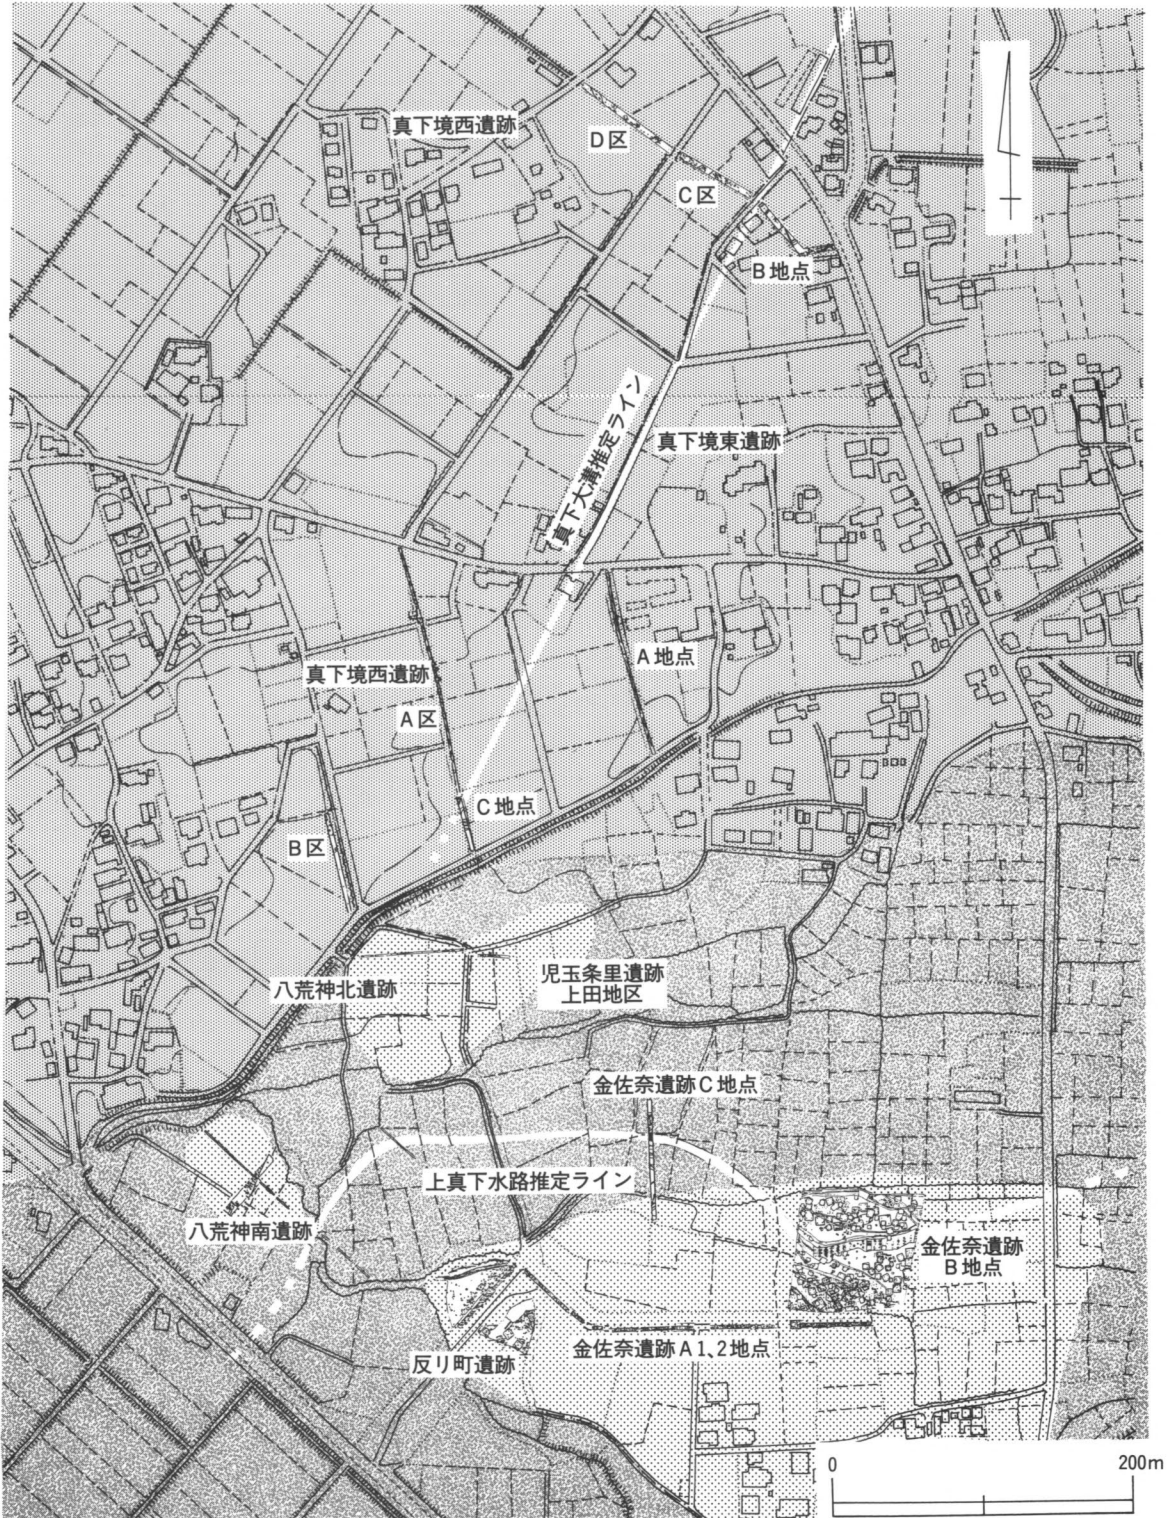 真下境西遺跡
D区
C区
B地点
真下大溝推定ライン
真下境東遺跡
A地点
真下境西遺跡
A区
C地点
B区
八荒神北遺跡
児玉条里遺跡
上田地区
金佐奈遺跡C地点
上真下水路推定ライン
八荒神南遺跡
金佐奈遺跡
B地点
反り町遺跡
金佐奈遺跡A1、2地点
0
200m